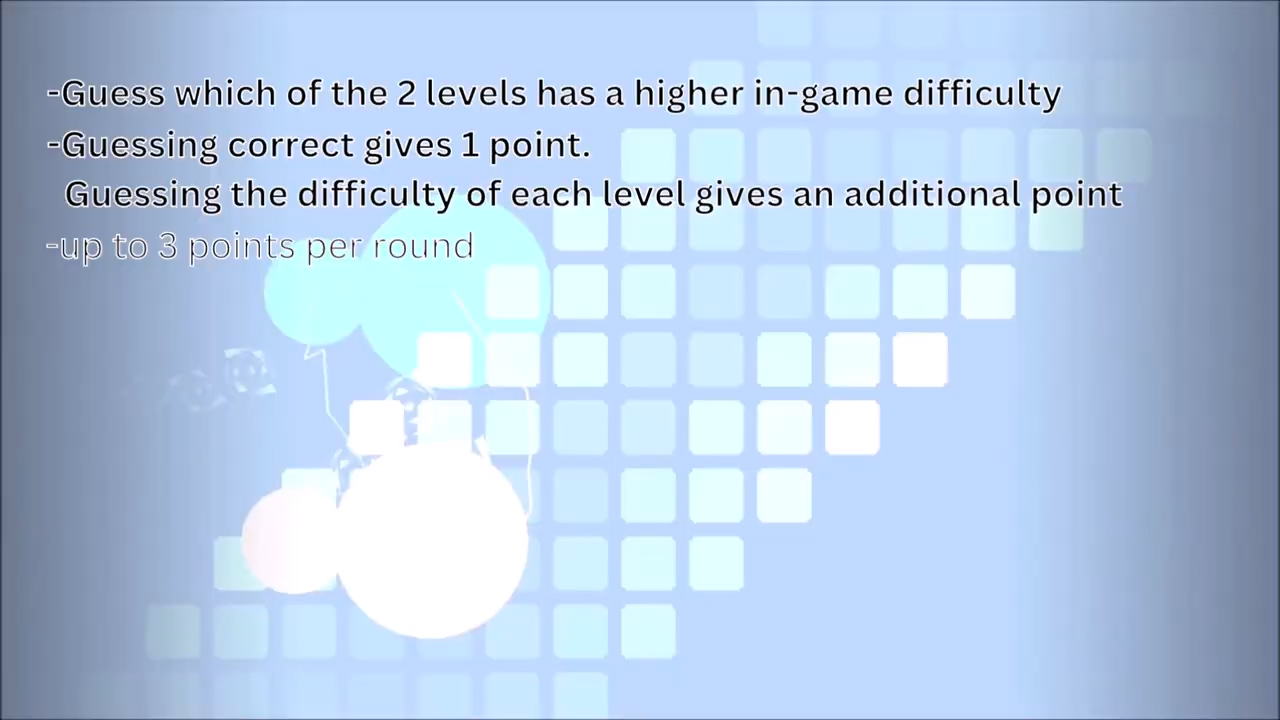 -Guess which of the 2 levels has a higher in-game difficulty
-Guessing correct gives 1 point.
Guessing the difficulty of each level gives an additional point
-up to 3 points per round